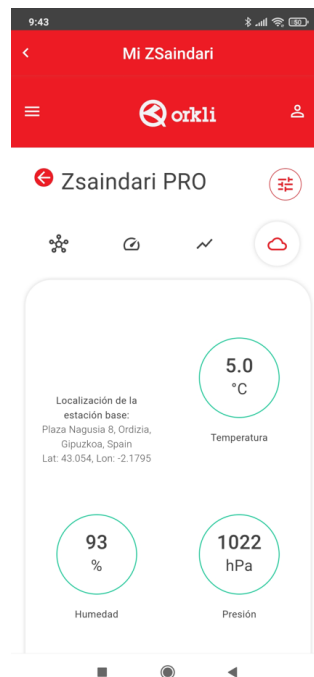 9:43
50
Mi ZSaindari
orkli
Zsaindari PRO
Localización de la
estación base:
Plaza Nagusia 8, Ordizia,
Gipuzkoa, Spain
Lat: 43.054, Lon: -2.1795
5.0
°C
Temperatura
93
%
Humedad
1022
hPa
Presión